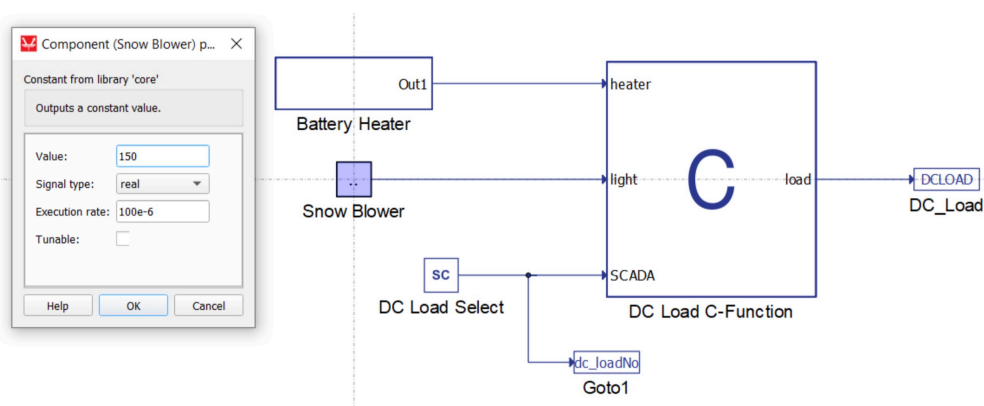 Component (Snow Blower) p...
Constant from library 'core'
Outputs a constant value.
Value: 150
Signal type: real
Execution rate: 100e-6
Tunable:
Help OK Cancel
Out1
Battery Heater
..
Snow Blower
SC
DC Load Select
heater
light
SCADA
C
load
DC Load C-Function
DCLOAD
DC_Load
dc_loadNo
Goto1